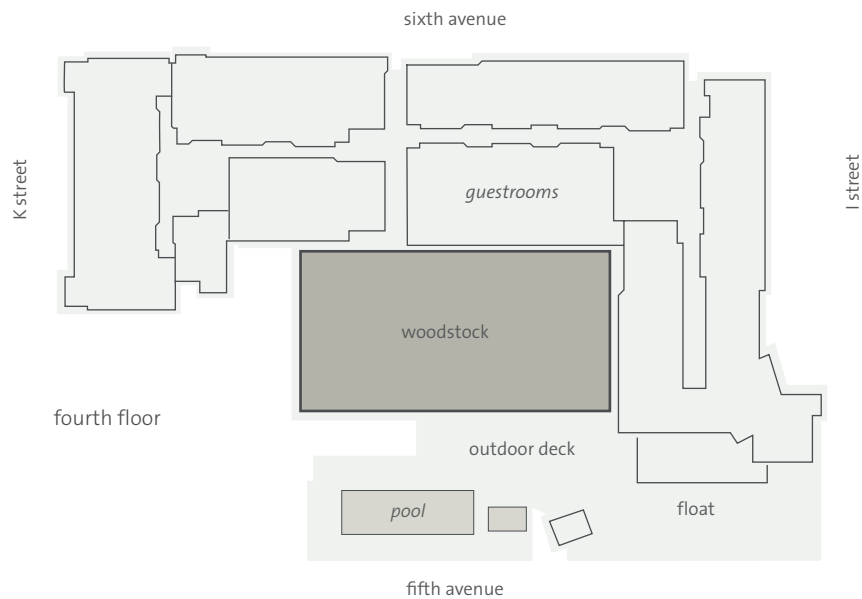 sixth avenue
K street
I street
guestrooms
woodstock
fourth floor
outdoor deck
pool
float
fifth avenue